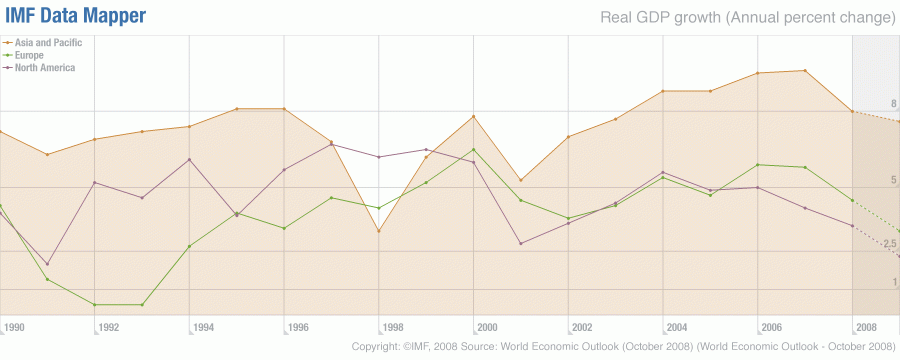 IMF Data Mapper
Real GDP growth (Annual percent change)
Asia and Pacific
Europe
North America
8
5
2.5
1
1990 1992 1994 1996 1998 2000 2002 2004 2006 2008
Copyright: ©IMF, 2008 Source: World Economic Outlook (October 2008) (World Economic Outlook - October 2008)